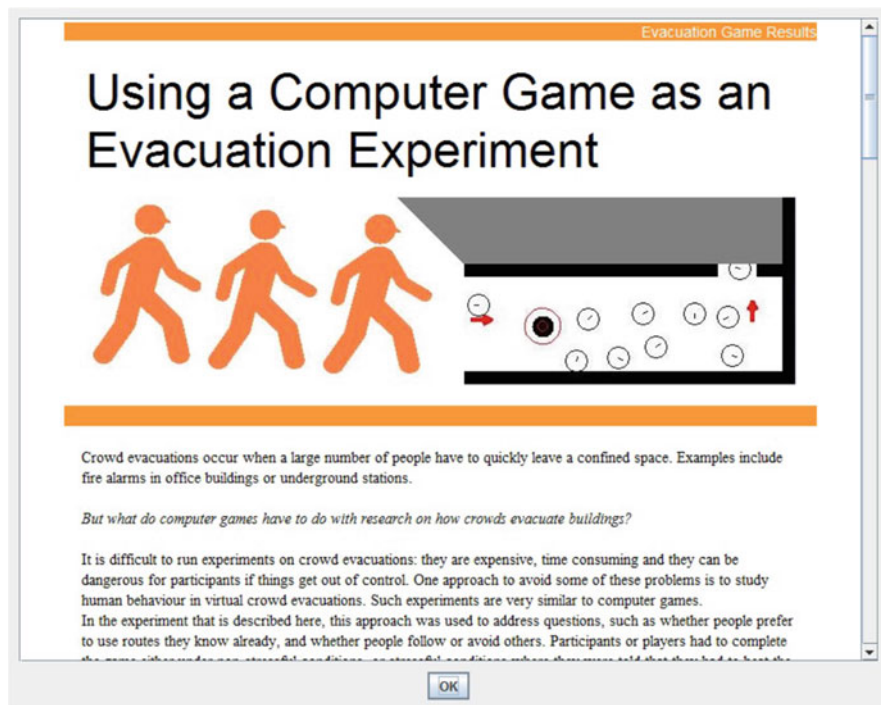 Evacuation Game Results
Using a Computer Game as an
Evacuation Experiment
Crowd evacuations occur when a large number of people have to quickly leave a confined space. Examples include
fire alarms in office buildings or underground stations.
But what do computer games have to do with research on how crowds evacuate buildings?
It is difficult to run experiments on crowd evacuations: they are expensive, time consuming and they can be
dangerous for participants if things get out of control. One approach to avoid some of these problems is to study
human behaviour in virtual crowd evacuations. Such experiments are very similar to computer games.
In the experiment that is described here, this approach was used to address questions, such as whether people prefer
to use routes they know already, and whether people follow or avoid others. Participants or players had to complete
OK